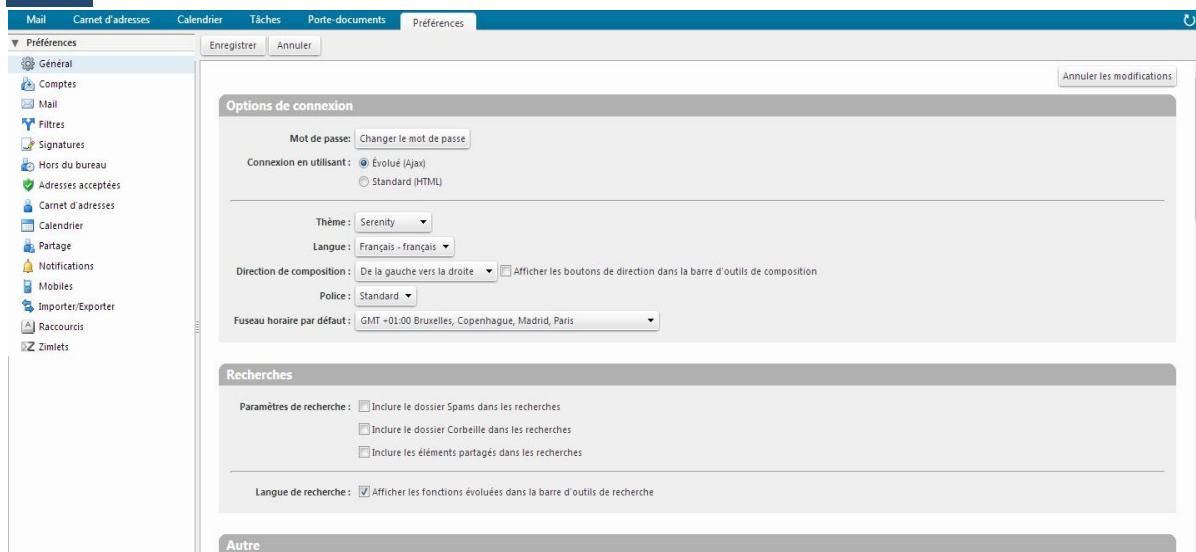 Mail Carnet d'adresses Calendrier Tâches Porte-documents Préférences
Préférences
Enregistrer Annuler
Général
Comptes
Mail
Filtres
Signatures
Hors du bureau
Adresses acceptées
Carnet d'adresses
Calendrier
Partage
Notifications
Mobiles
Importer/Exporter
Raccourcis
Zimlets
Annuler les modifications
Options de connexion
Mot de passe: Changer le mot de passe
Connexion en utilisant : Évolué (Ajax)
Standard (HTML)
Thème : Serenity
Langue : Français - français
Direction de composition : De la gauche vers la droite Afficher les boutons de direction dans la barre d'outils de composition
Police : Standard
Fuseau horaire par défaut : GMT +01:00 Bruxelles, Copenhague, Madrid, Paris
Recherches
Paramètres de recherche : Inclure le dossier Spams dans les recherches
Inclure le dossier Corbeille dans les recherches
Inclure les éléments partagés dans les recherches
Langue de recherche : Afficher les fonctions évoluées dans la barre d'outils de recherche
Autre